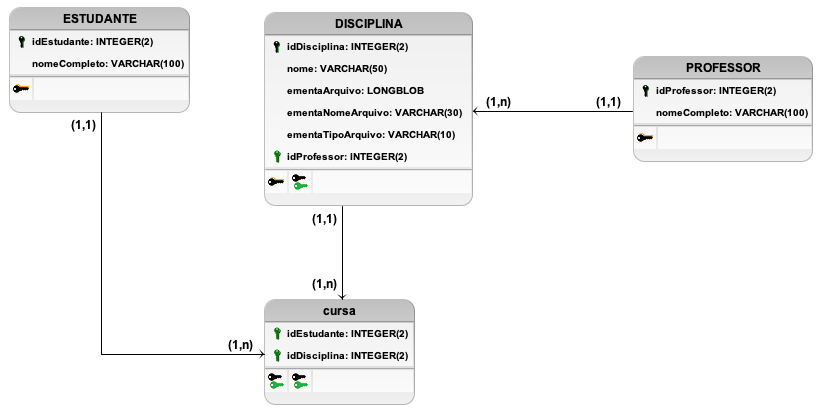 ESTUDANTE
idEstudante: INTEGER(2)
nomeCompleto: VARCHAR(100)
(1,1)
DISCIPLINA
idDisciplina: INTEGER(2)
nome: VARCHAR(50)
ementaArquivo: LONGBLOB
ementaNomeArquivo: VARCHAR(30)
ementaTipoArquivo: VARCHAR(10)
idProfessor: INTEGER(2)
(1,n)
(1,1)
PROFESSOR
idProfessor: INTEGER(2)
nomeCompleto: VARCHAR(100)
(1,1)
(1,n)
(1,n)
cursa
idEstudante: INTEGER(2)
idDisciplina: INTEGER(2)